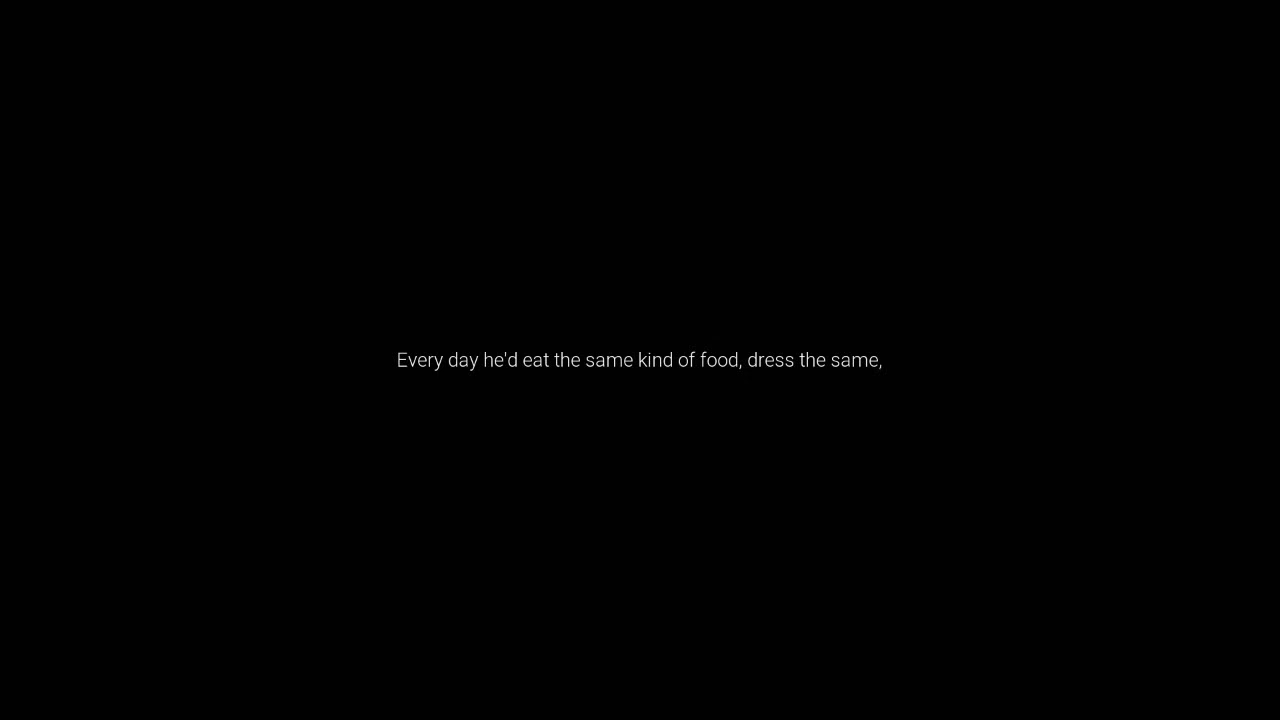 Every day he'd eat the same kind of food, dress the same,